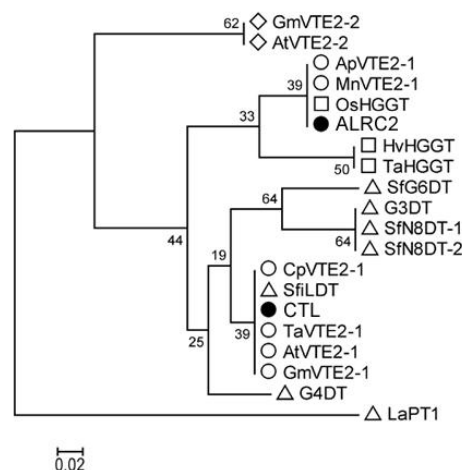 62
GmVTE2-2
AtVTE2-2
ApVTE2-1
39
MnVTE2-1
OsHGGT
33
ALRC2
HvHGGT
50
TaHGGT
64
SfG6DT
G3DT
SfN8DT-1
44
64
SfN8DT-2
19
CpVTE2-1
SfiLDT
CTL
39
TaVTE2-1
25
AtVTE2-1
GmVTE2-1
G4DT
LaPT1
0.02